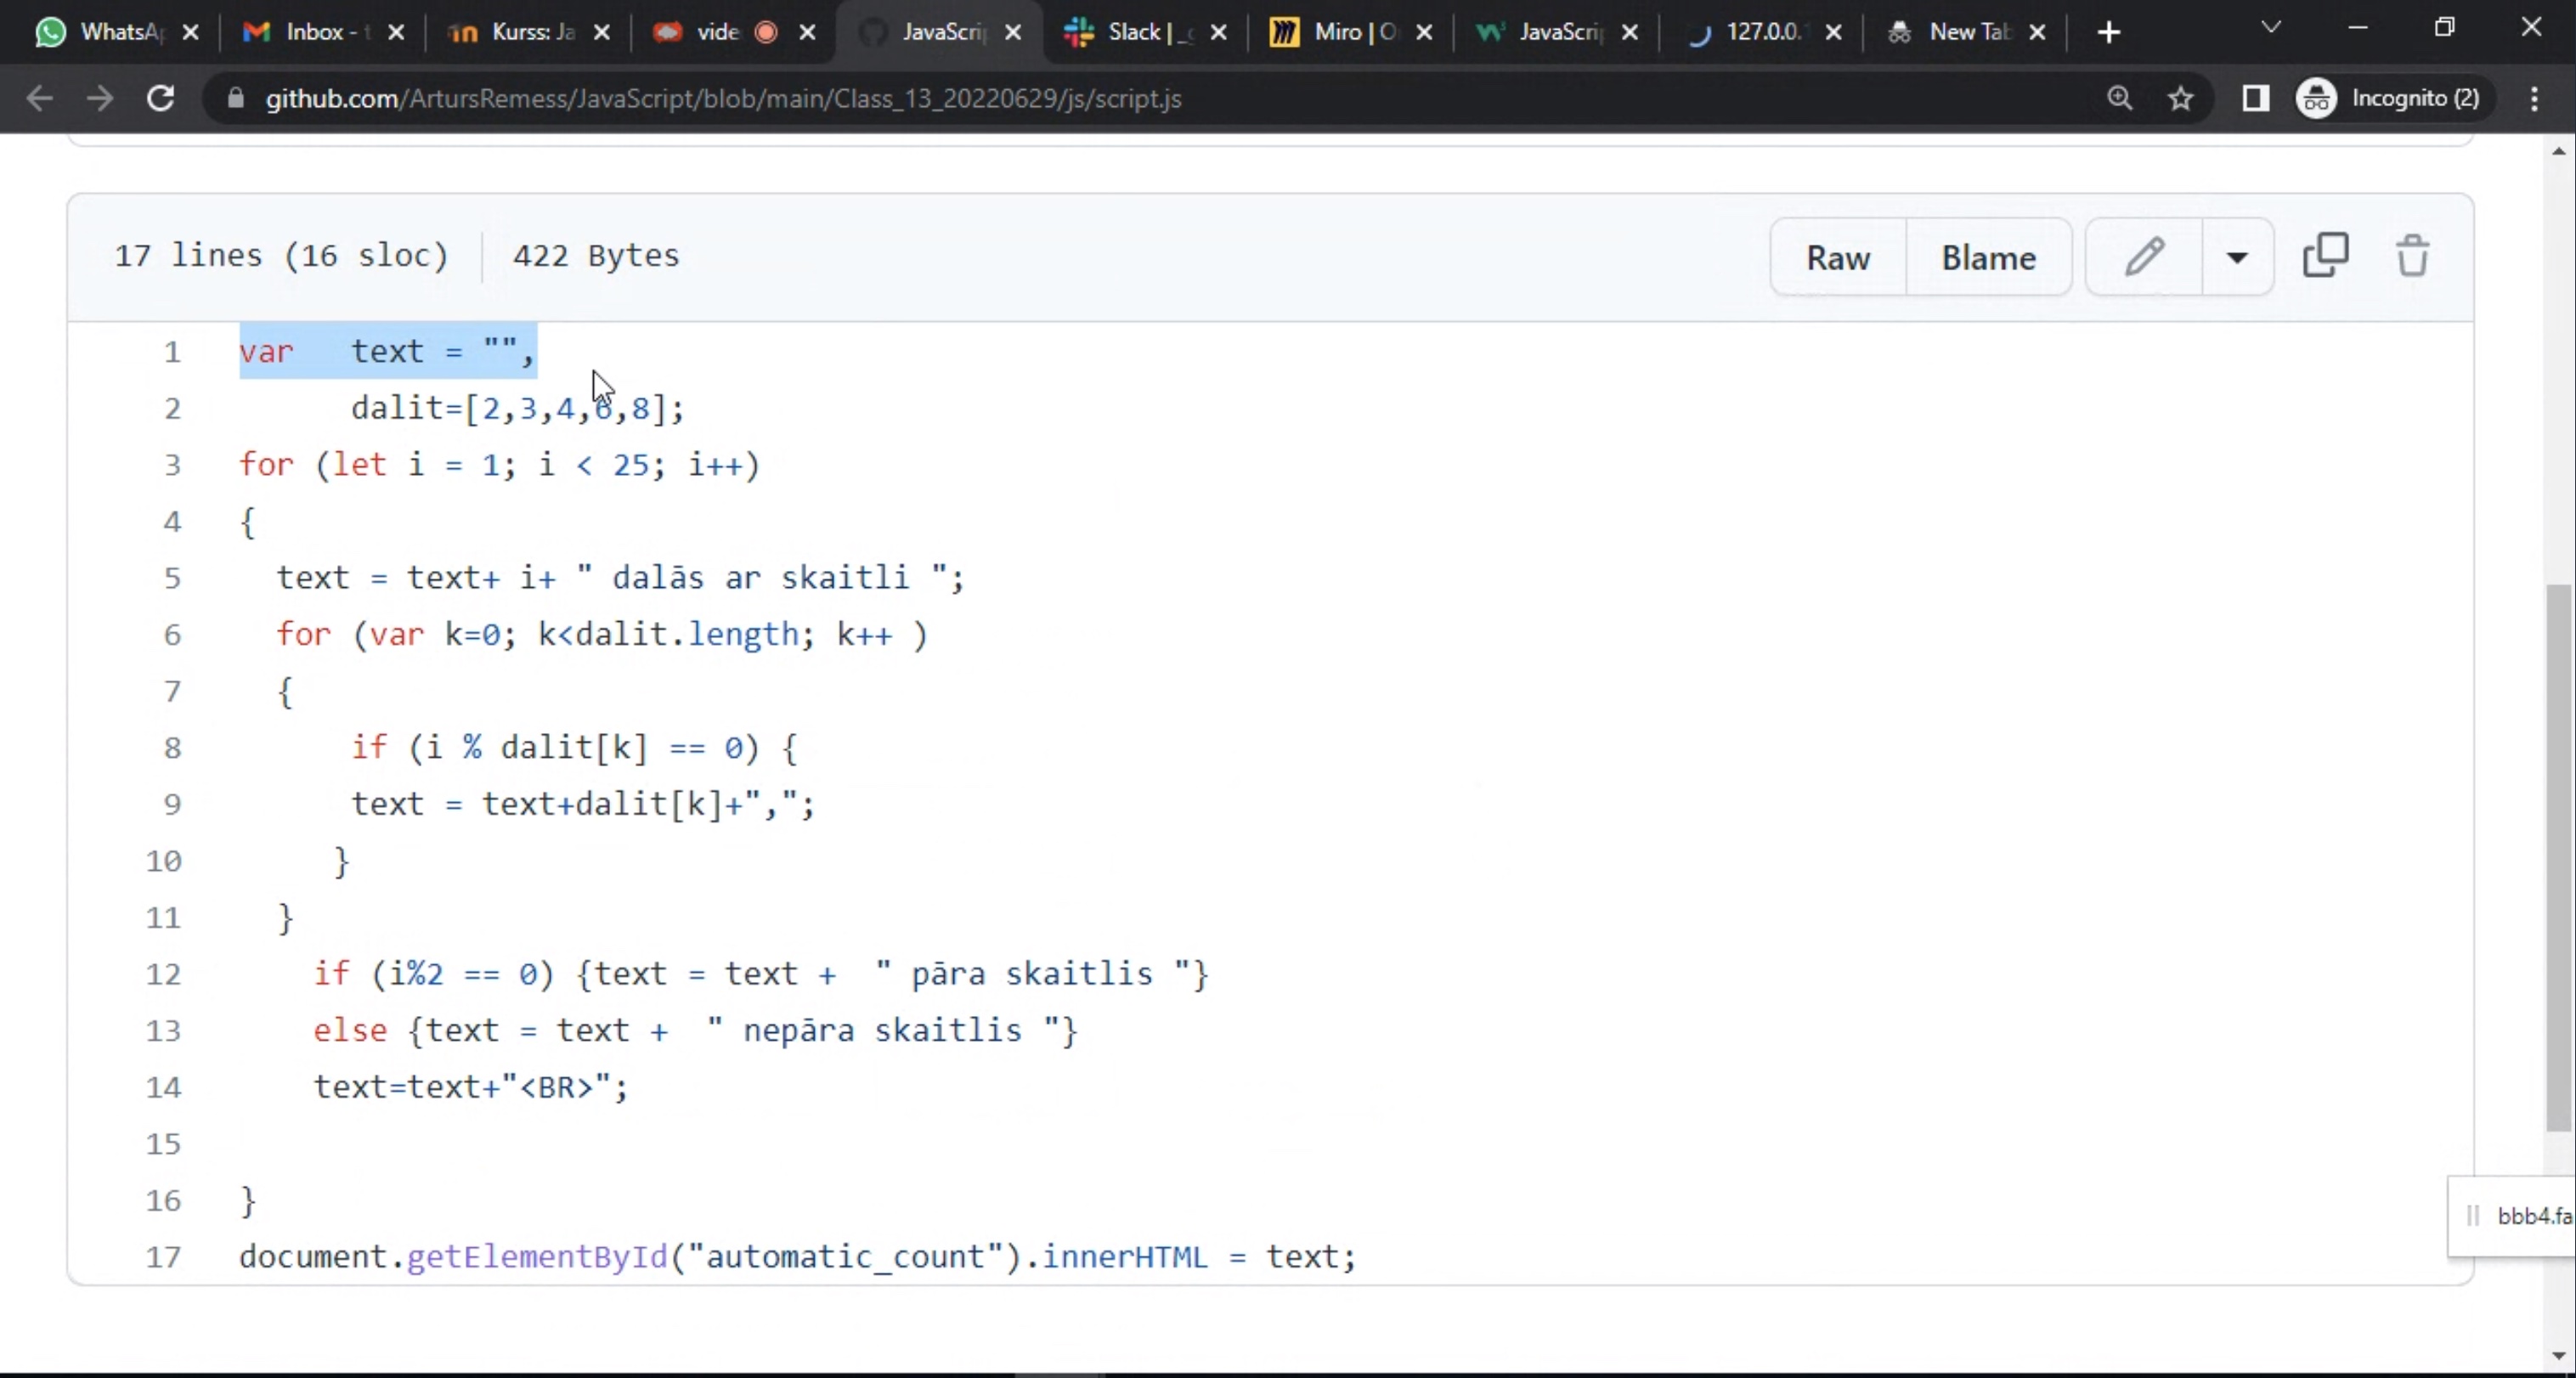 WhatsA
Inbox - t
Kurss: Ja
vide
JavaScri
Slack | _g
Miro | O
JavaScri
127.0.0.1
New Tab
github.com/ArtursRemess/JavaScript/blob/main/Class_13_20220629/js/script.js
Incognito (2)
17 lines (16 sloc) 422 Bytes
Raw Blame
1 var text = "",
2 dalit=[2,3,4,6,8];
3 for (let i = 1; i < 25; i++)
4 {
5 text = text+ i+ " dalās ar skaitli ";
6 for (var k=0; k<dalit.length; k++ )
7 {
8 if (i % dalit[k] == 0) {
9 text = text+dalit[k]+",";
10 }
11 }
12 if (i%2 == 0) {text = text + " pāra skaitlis "}
13 else {text = text + " nepāra skaitlis "}
14 text=text+"<BR>";
15
16 }
bbb4.fa
17 document.getElementById("automatic_count").innerHTML = text;